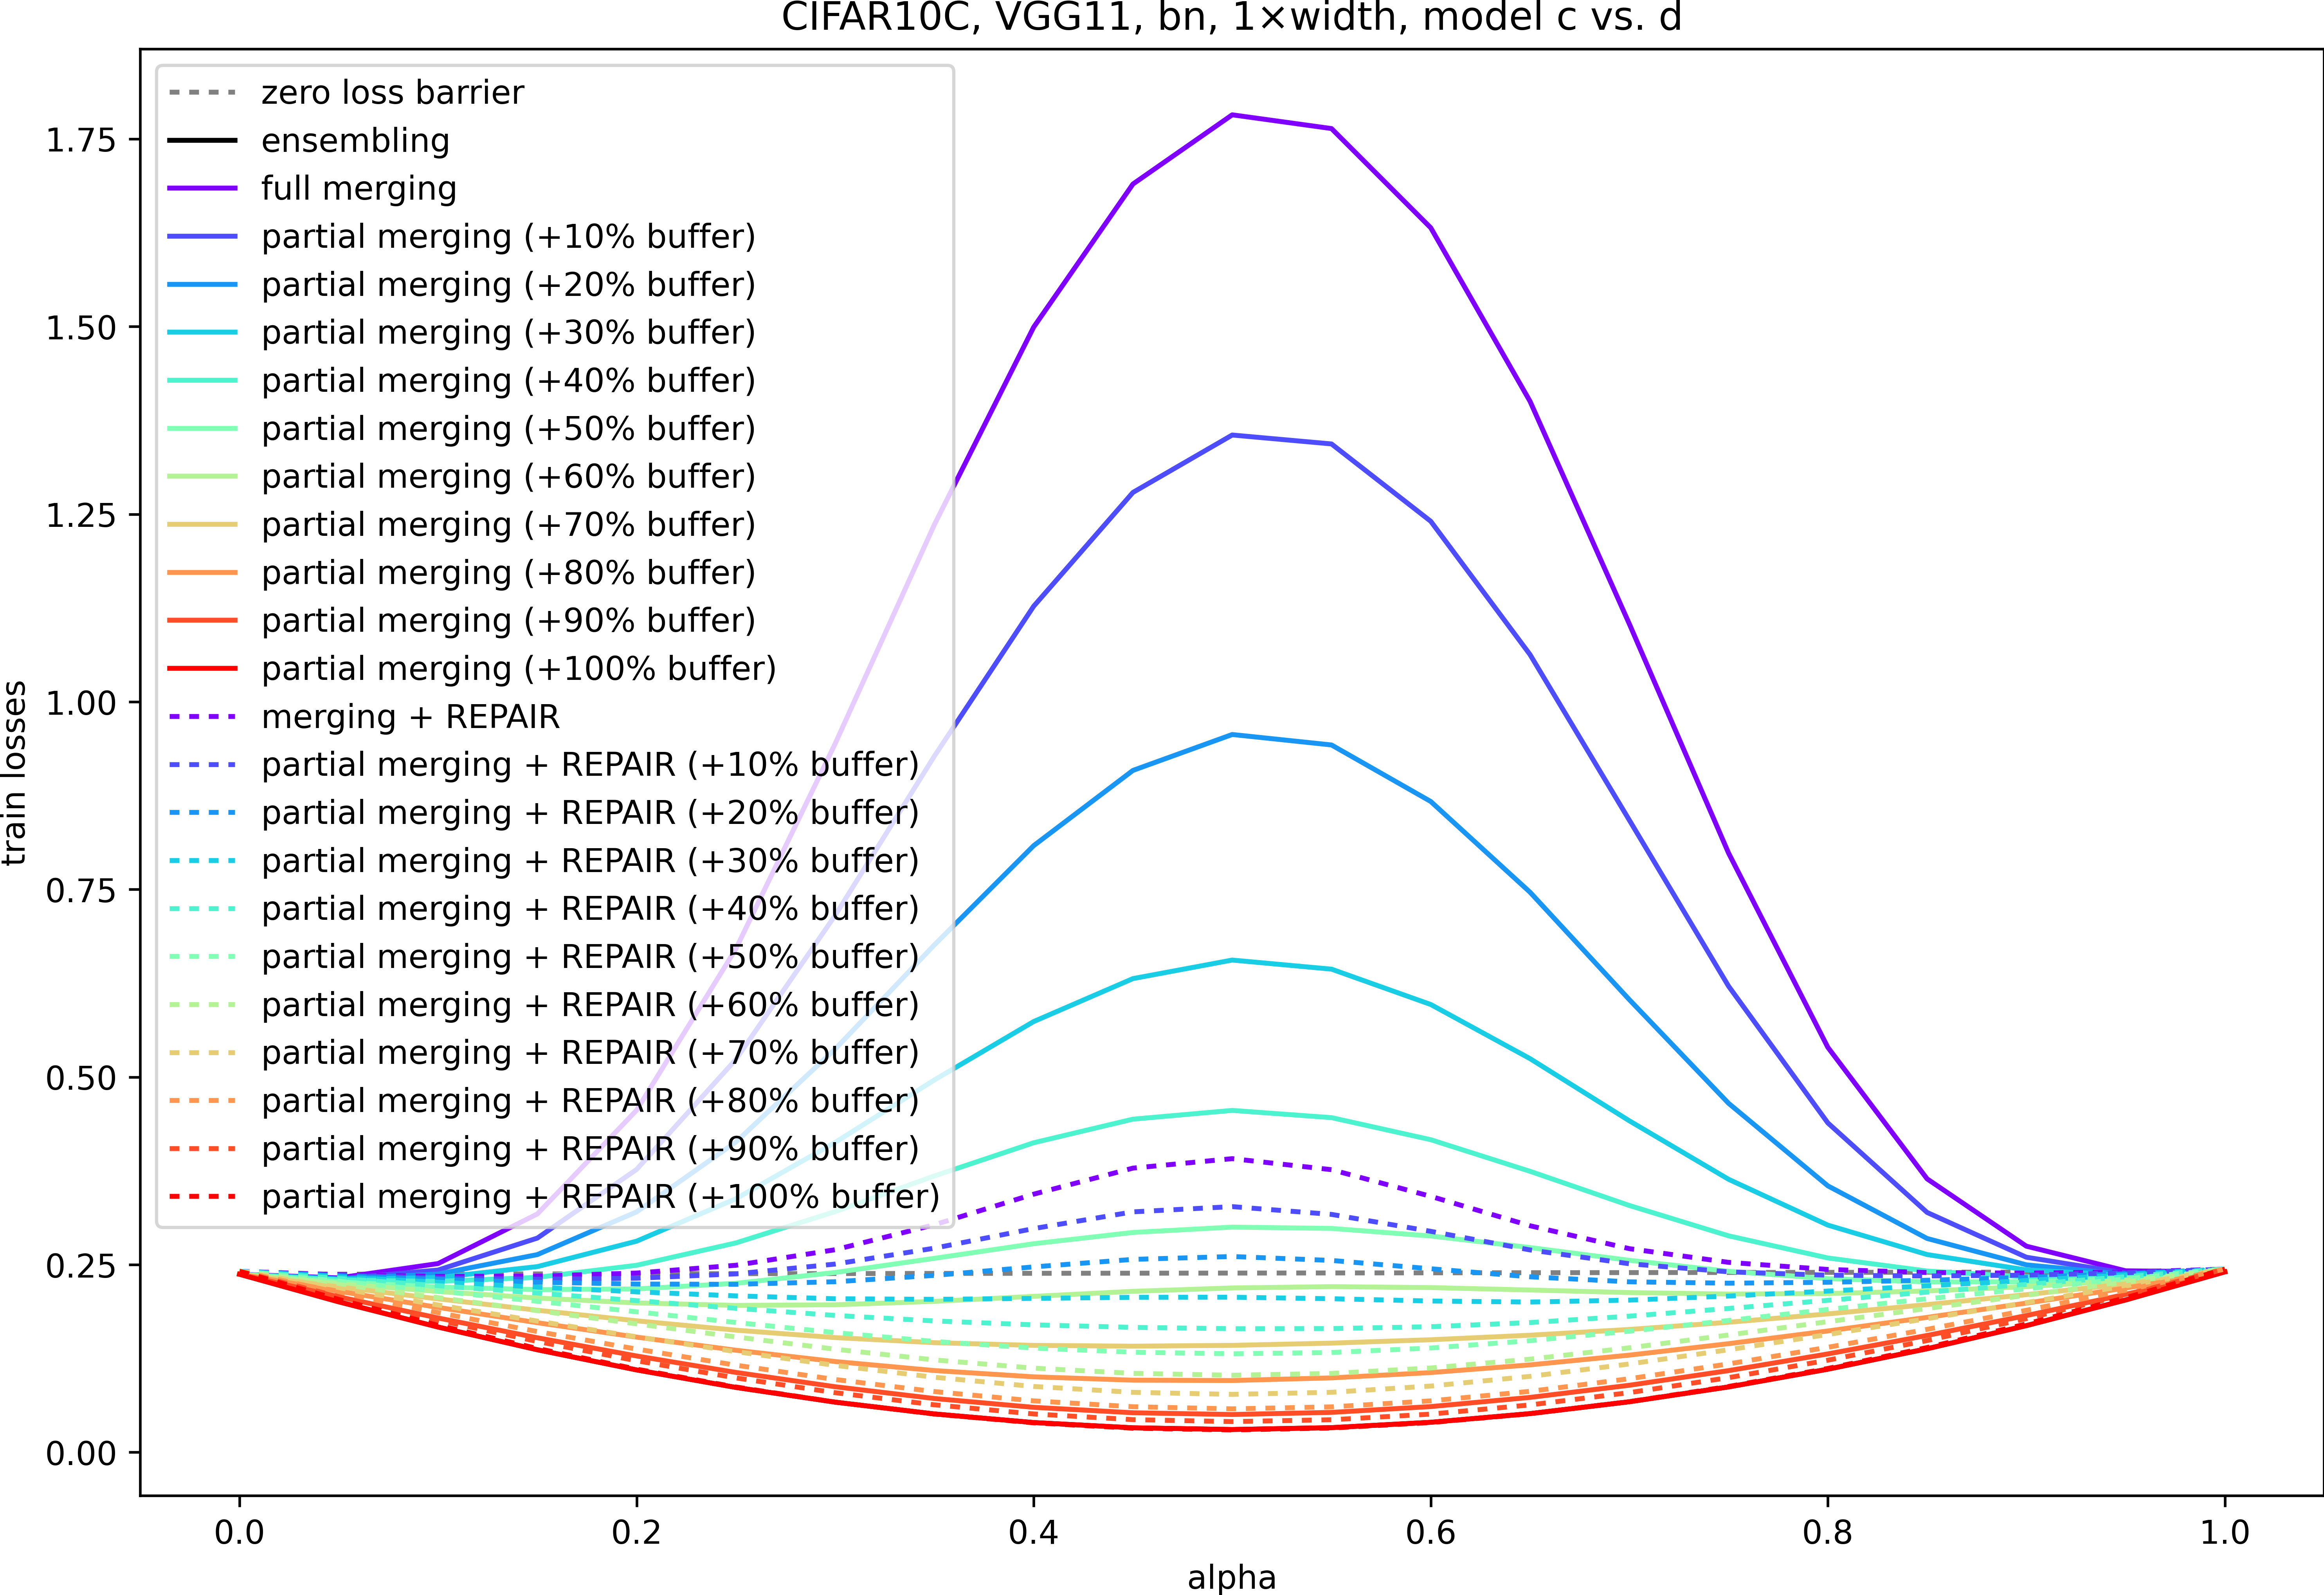 CIFAR10C, VGG11, bn, 1×width, model c vs. d
zero loss barrier
ensembling
full merging
partial merging (+10% buffer)
partial merging (+20% buffer)
partial merging (+30% buffer)
partial merging (+40% buffer)
partial merging (+50% buffer)
partial merging (+60% buffer)
partial merging (+70% buffer)
partial merging (+80% buffer)
partial merging (+90% buffer)
partial merging (+100% buffer)
merging + REPAIR
partial merging + REPAIR (+10% buffer)
partial merging + REPAIR (+20% buffer)
partial merging + REPAIR (+30% buffer)
partial merging + REPAIR (+40% buffer)
partial merging + REPAIR (+50% buffer)
partial merging + REPAIR (+60% buffer)
partial merging + REPAIR (+70% buffer)
partial merging + REPAIR (+80% buffer)
partial merging + REPAIR (+90% buffer)
partial merging + REPAIR (+100% buffer)
train losses
1.75
1.50
1.25
1.00
0.75
0.50
0.25
0.00
0.0 0.2 0.4 0.6 0.8 1.0
alpha